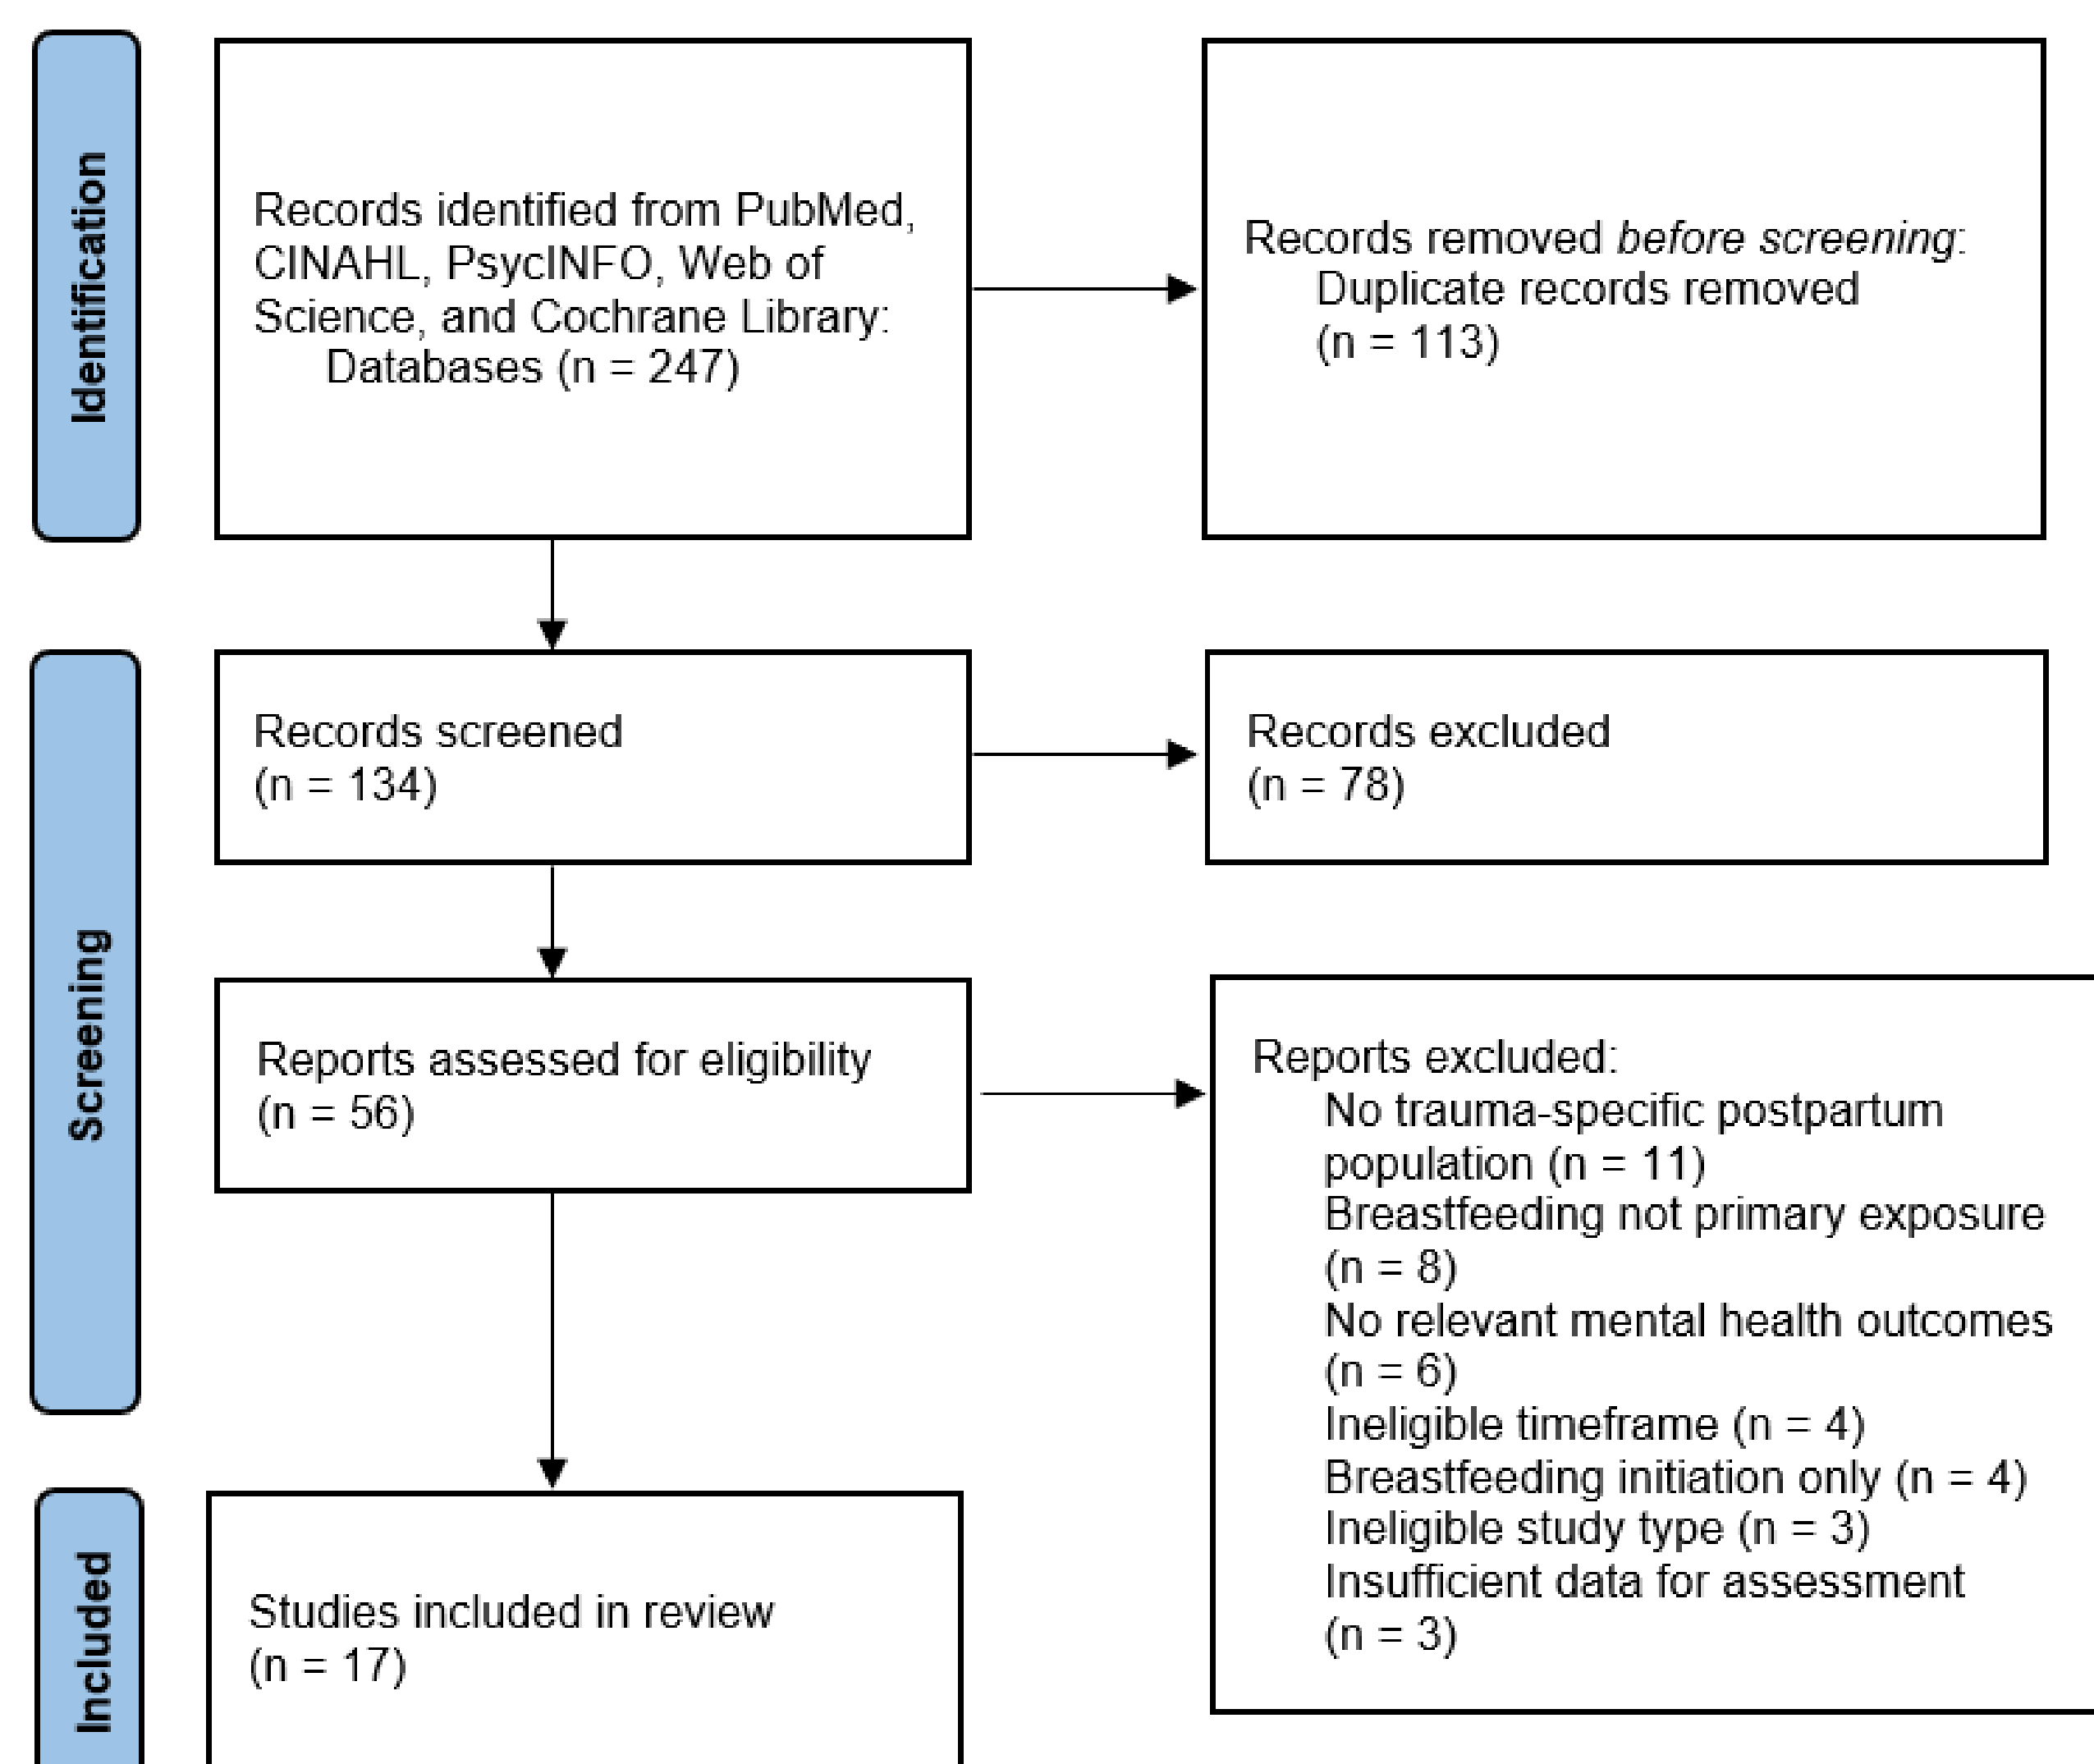 Identification
Records identified from PubMed,
CINAHL, PsycINFO, Web of
Science, and Cochrane Library:
Databases (n = 247)
Records removed before screening:
Duplicate records removed
(n = 113)
Screening
Records screened
(n = 134)
Records excluded
(n = 78)
Reports assessed for eligibility
(n = 56)
Reports excluded:
No trauma-specific postpartum
population (n = 11)
Breastfeeding not primary exposure
(n = 8)
No relevant mental health outcomes
(n = 6)
Ineligible timeframe (n = 4)
Breastfeeding initiation only (n = 4)
Ineligible study type (n = 3)
Insufficient data for assessment
(n = 3)
Included
Studies included in review
(n = 17)